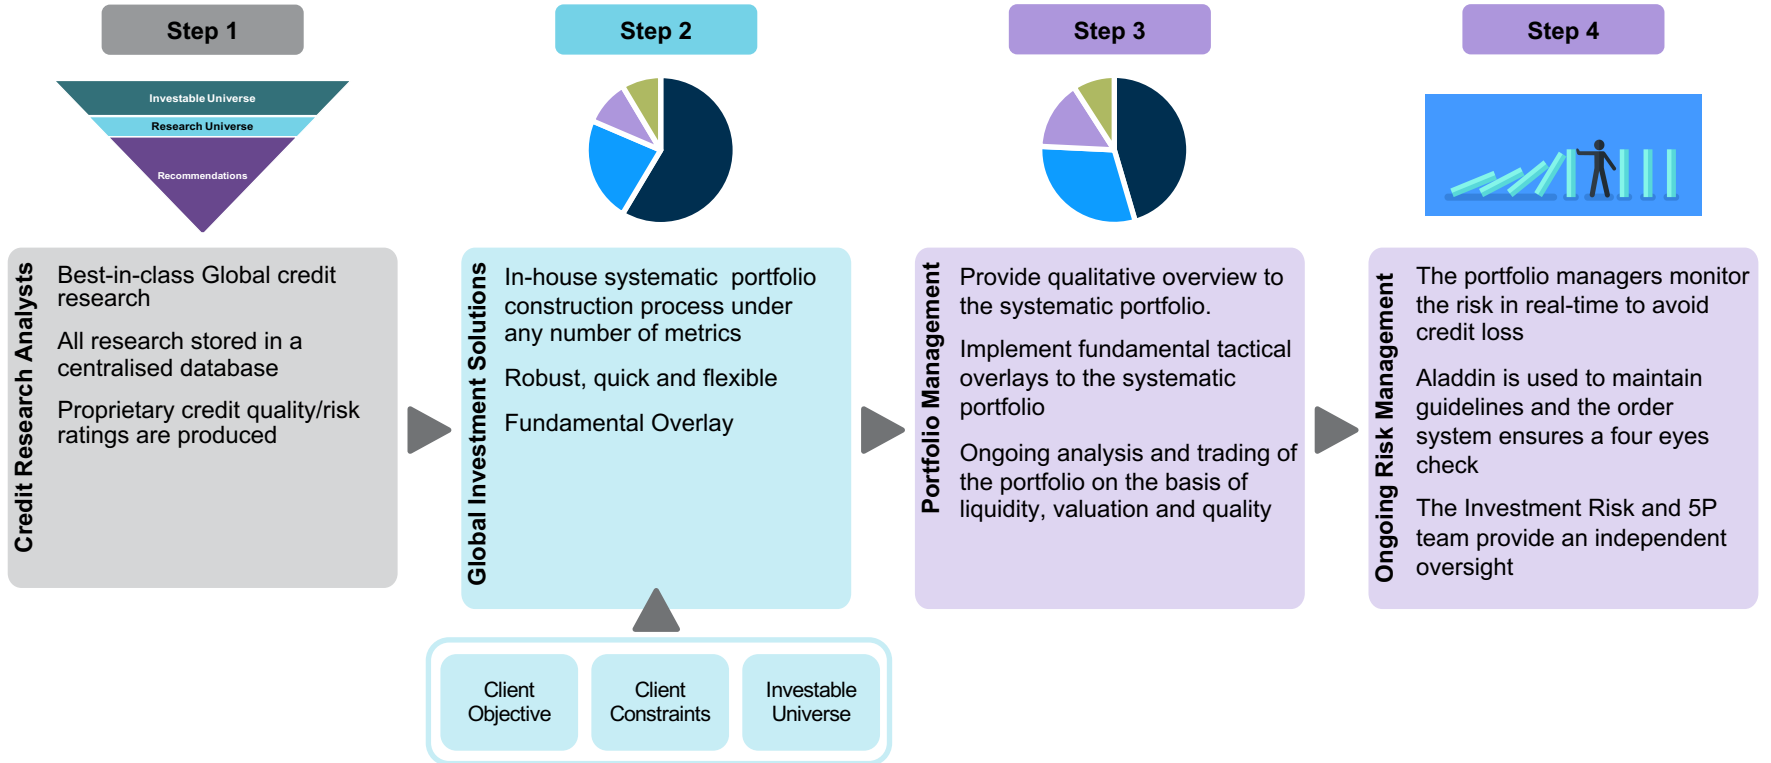 Step 1
Investable Universe
Research Universe
Recommendations
Credit Research Analysts
Best-in-class Global credit
research
All research stored in a
centralised database
Proprietary credit quality/risk
ratings are produced
Step 2
Global Investment Solutions
In-house systematic portfolio
construction process under
any number of metrics
Robust, quick and flexible
Fundamental Overlay
Client
Objective
Client
Constraints
Investable
Universe
Step 3
Portfolio Management
Provide qualitative overview to
the systematic portfolio.
Implement fundamental tactical
overlays to the systematic
portfolio
Ongoing analysis and trading of
the portfolio on the basis of
liquidity, valuation and quality
Step 4
Ongoing Risk Management
The portfolio managers monitor
the risk in real-time to avoid
credit loss
Aladdin is used to maintain
guidelines and the order
system ensures a four eyes
check
The Investment Risk and 5P
team provide an independent
oversight